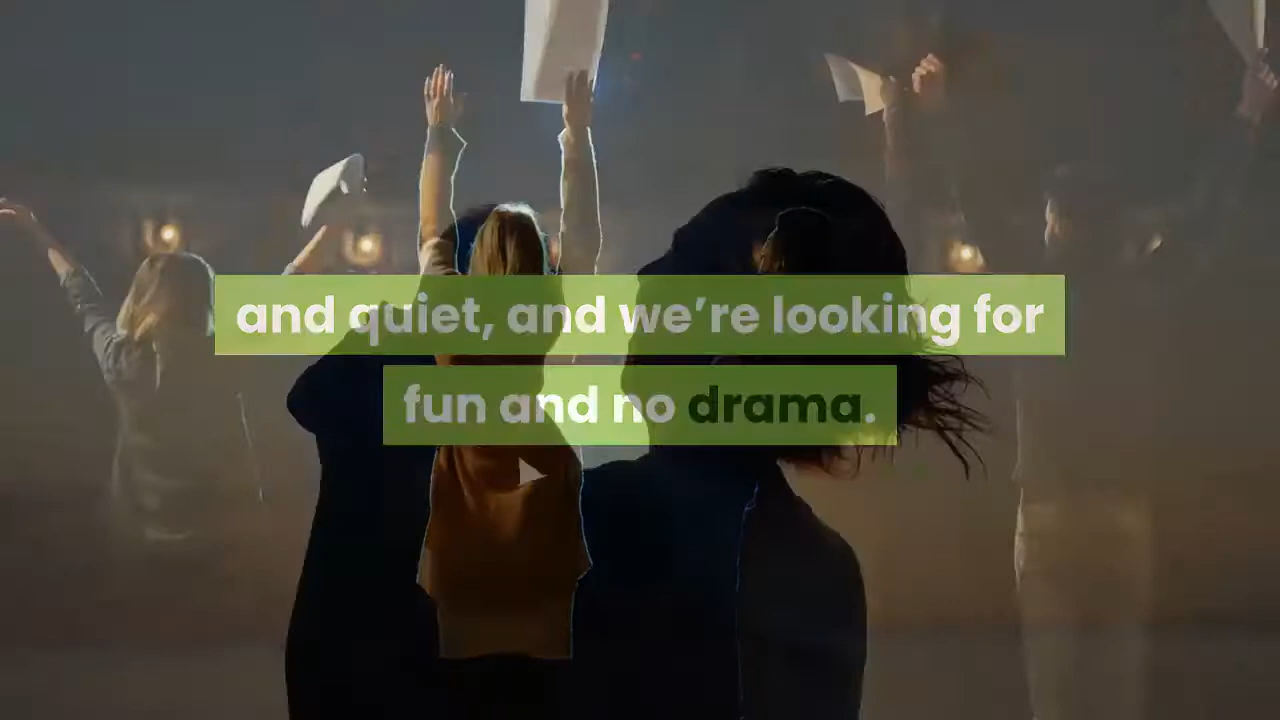 and quiet, and we’re looking for
fun and no drama.